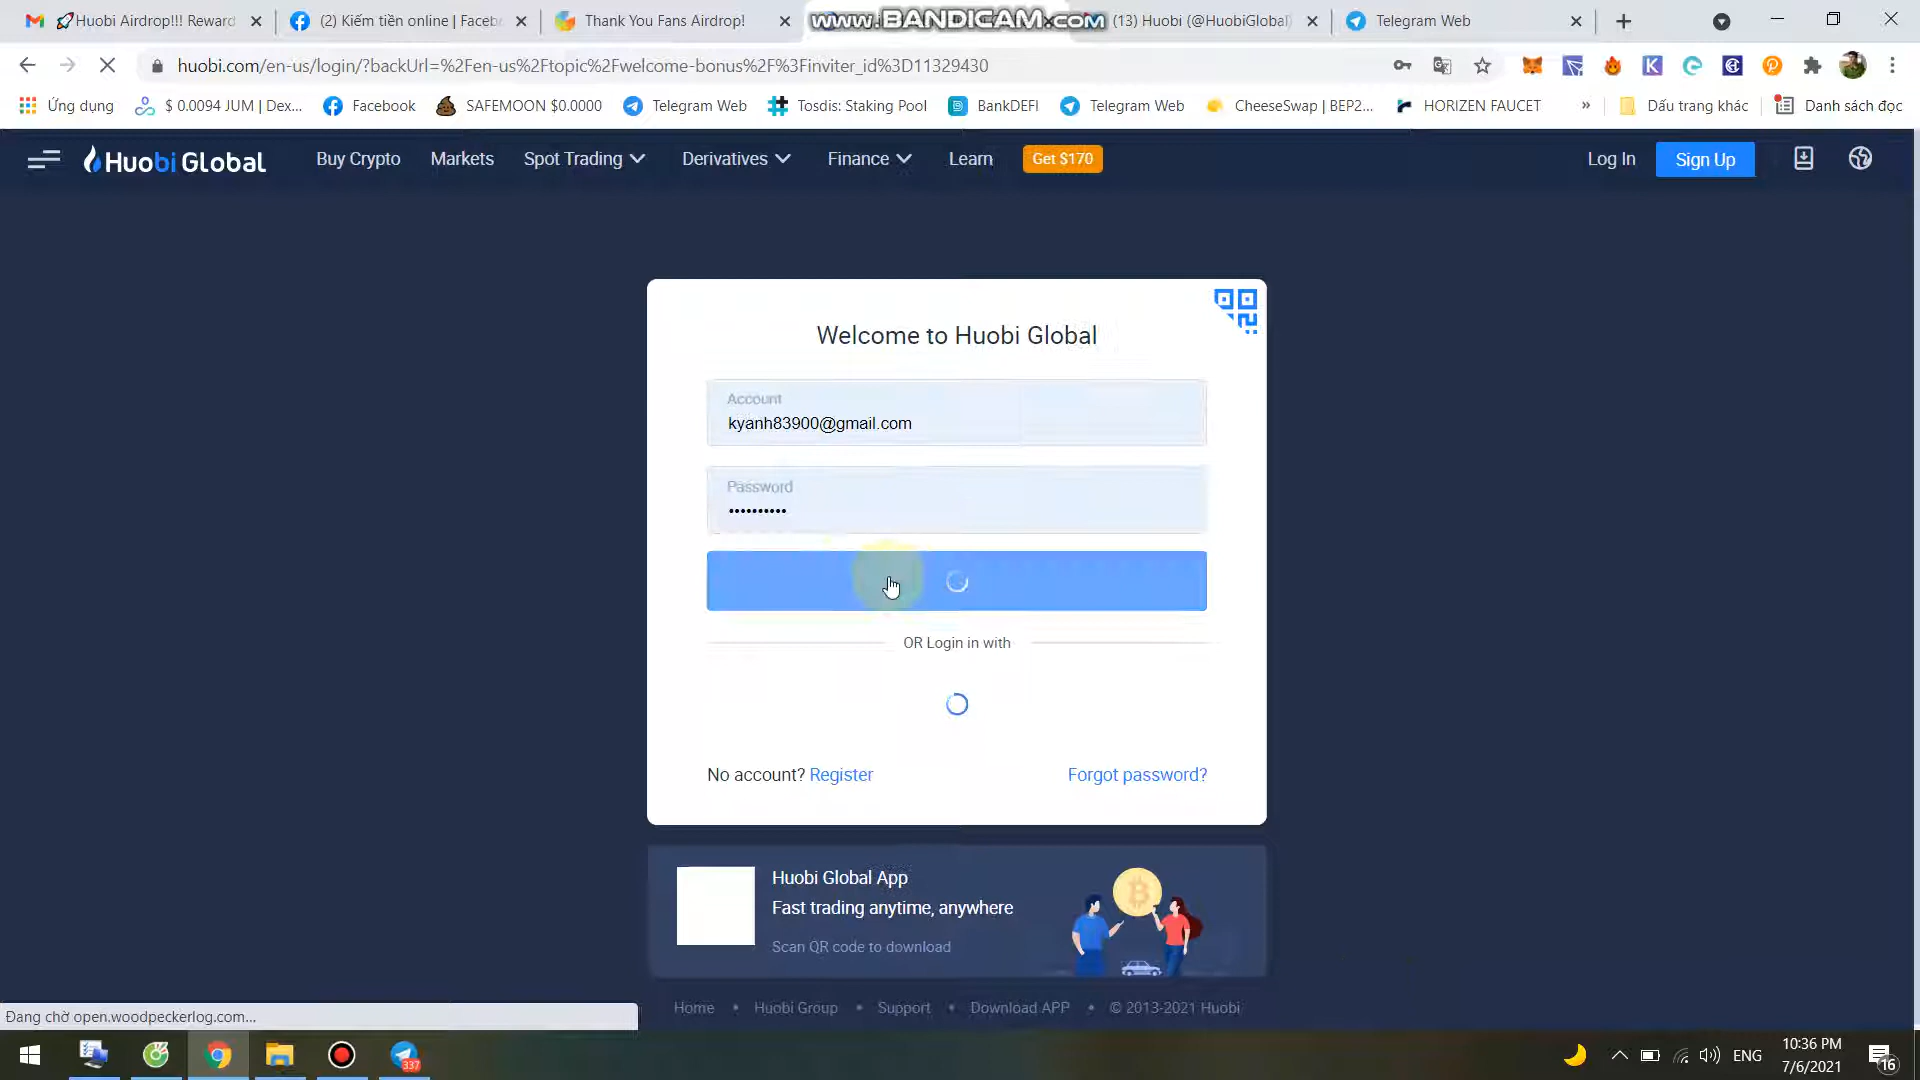 🚀Huobi Airdrop!!! Reward
(2) Kiếm tiền online | Facebo
Thank You Fans Airdrop!
(13) Huobi (@HuobiGlobal)
Telegram Web
WWW.BANDICAM.COM
huobi.com/en-us/login/?backUrl=%2Fen-us%2Ftopic%2Fwelcome-bonus%2F%3Finviter_id%3D11329430
Ứng dụng
$ 0.0094 JUM | Dex...
Facebook
SAFEMOON $0.0000
Telegram Web
Tosdis: Staking Pool
BankDEFI
Telegram Web
CheeseSwap | BEP2...
HORIZEN FAUCET
»
Dấu trang khác
Danh sách đọc
Huobi Global
Buy Crypto
Markets
Spot Trading
Derivatives
Finance
Learn
Get $170
Log In
Sign Up
Welcome to Huobi Global
Account
kyanh83900@gmail.com
Password
••••••••••
OR Login in with
No account? Register
Forgot password?
Huobi Global App
Fast trading anytime, anywhere
Scan QR code to download
Home • Huobi Group • Support • Download APP • © 2013-2021 Huobi
Đang chờ open.woodpeckerlog.com...
337
ENG
10:36 PM
7/6/2021
16